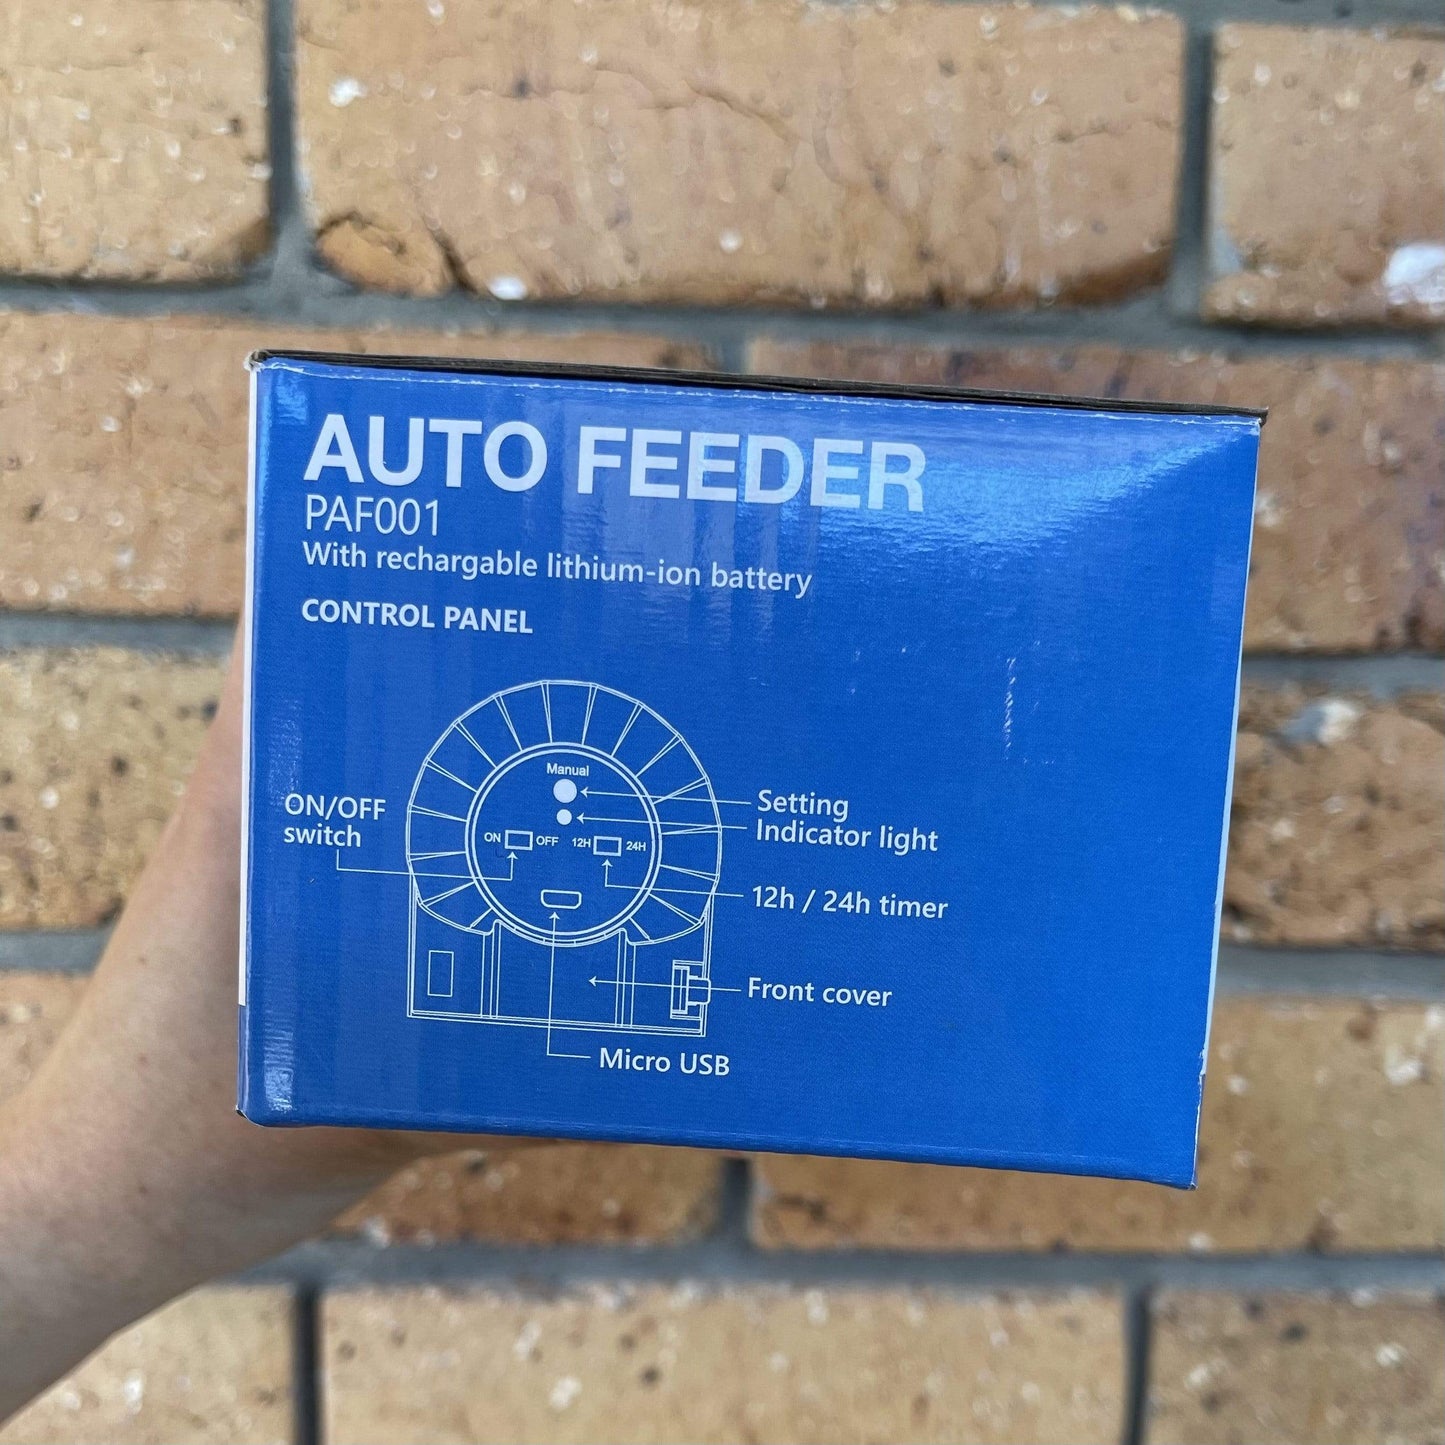 AUTO FEEDER
PAF001
With rechargable lithium-ion battery
CONTROL PANEL
Manual
Setting
Indicator light
ON/OFF
switch
ON OFF 12H 24H
12h / 24h timer
Front cover
Micro USB